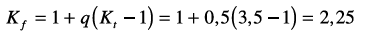 K_f = 1 + q(K_t − 1) = 1 + 0,5(3,5 − 1) = 2,25